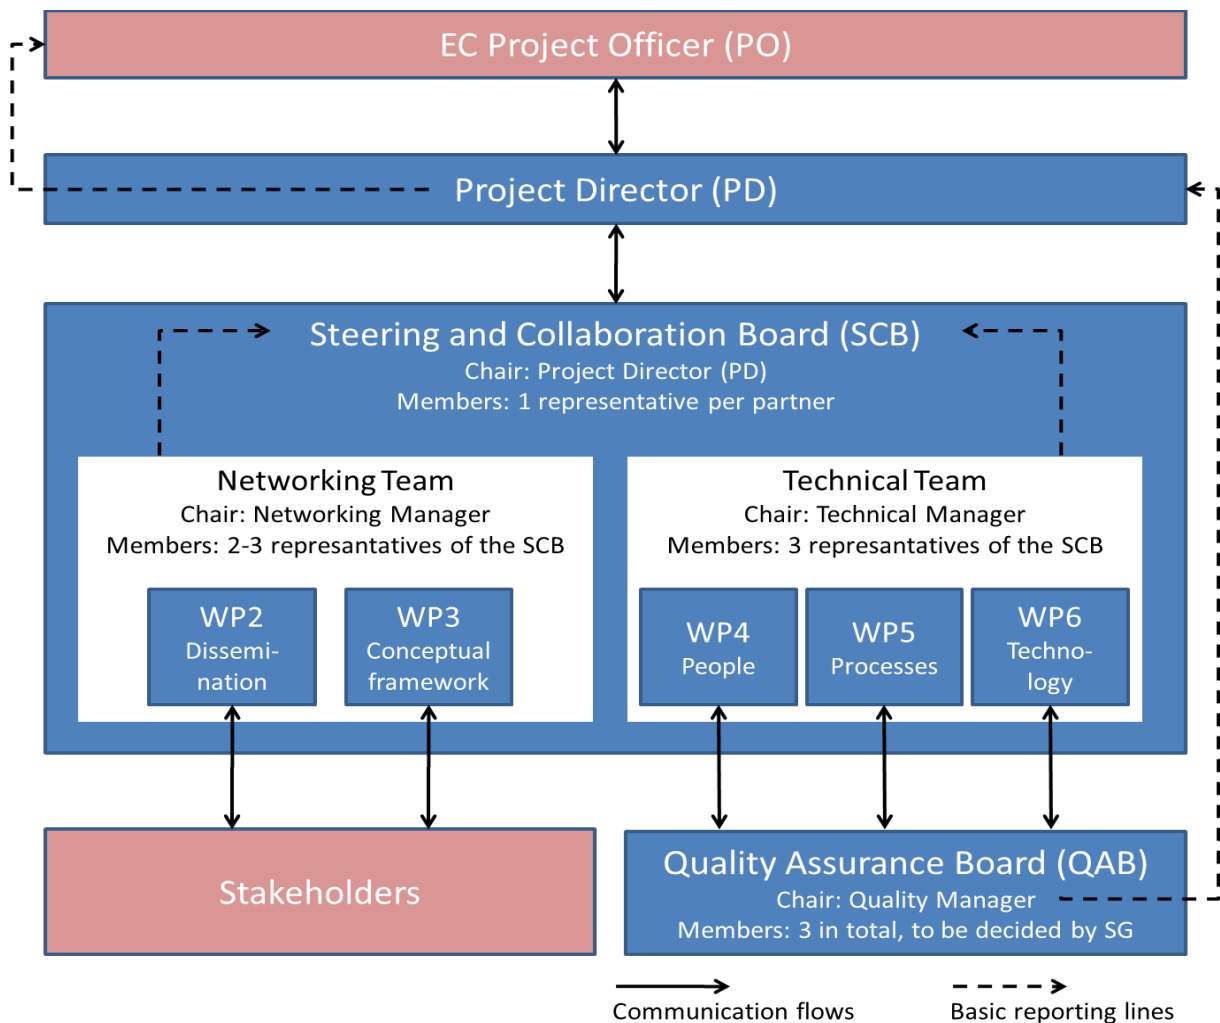 EC Project Officer (PO)
Project Director (PD)
Steering and Collaboration Board (SCB)
Chair: Project Director (PD)
Members: 1 representative per partner
Networking Team
Chair: Networking Manager
Members: 2-3 represantatives of the SCB
WP2
Dissemi-
nation
WP3
Conceptual
framework
Technical Team
Chair: Technical Manager
Members: 3 represantatives of the SCB
WP4
People
WP5
Processes
WP6
Techno-
logy
Stakeholders
Quality Assurance Board (QAB)
Chair: Quality Manager
Members: 3 in total, to be decided by SG
Communication flows
Basic reporting lines